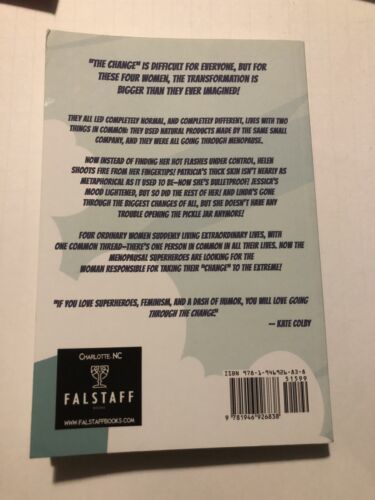 "THE CHANGE" IS DIFFICULT FOR EVERYONE, BUT FOR
THESE FOUR WOMEN, THE TRANSFORMATION IS
BIGGER THAN THEY EVER IMAGINED!
THEY ALL LED COMPLETELY NORMAL, AND COMPLETELY DIFFERENT, LIVES WITH TWO
THINGS IN COMMON: THEY USED NATURAL PRODUCTS MADE BY THE SAME SMALL
COMPANY, AND THEY WERE ALL GOING THROUGH MENOPAUSE.
NOW INSTEAD OF FINDING HER HOT FLASHES UNDER CONTROL, HELEN
SHOOTS FIRE FROM HER FINGERTIPS! PATRICIA'S THICK SKIN ISN'T NEARLY AS
METAPHORICAL AS IT USED TO BE—NOW SHE'S BULLETPROOF! JESSICA'S
MOOD LIGHTENED, BUT SO DID THE REST OF HER! AND LINDA'S GONE
THROUGH THE BIGGEST CHANGES OF ALL, BUT SHE DOESN'T HAVE ANY
TROUBLE OPENING THE PICKLE JAR ANYMORE!
FOUR ORDINARY WOMEN SUDDENLY LIVING EXTRAORDINARY LIVES, WITH
ONE COMMON THREAD—THERE'S ONE PERSON IN COMMON IN ALL THEIR LIVES. NOW THE
MENOPAUSAL SUPERHEROES ARE LOOKING FOR THE
WOMAN RESPONSIBLE FOR TAKING THEIR "CHANGE" TO THE EXTREME!
"IF YOU LOVE SUPERHEROES, FEMINISM, AND A DASH OF HUMOR, YOU WILL LOVE GOING
THROUGH THE CHANGE!"
— KATE COLBY
CHARLOTTE, NC
FALSTAFF
BOOKS
WWW.FALSTAFFBOOKS.COM
ISBN 978-1-946926-83-8
51599
9 781946 926838